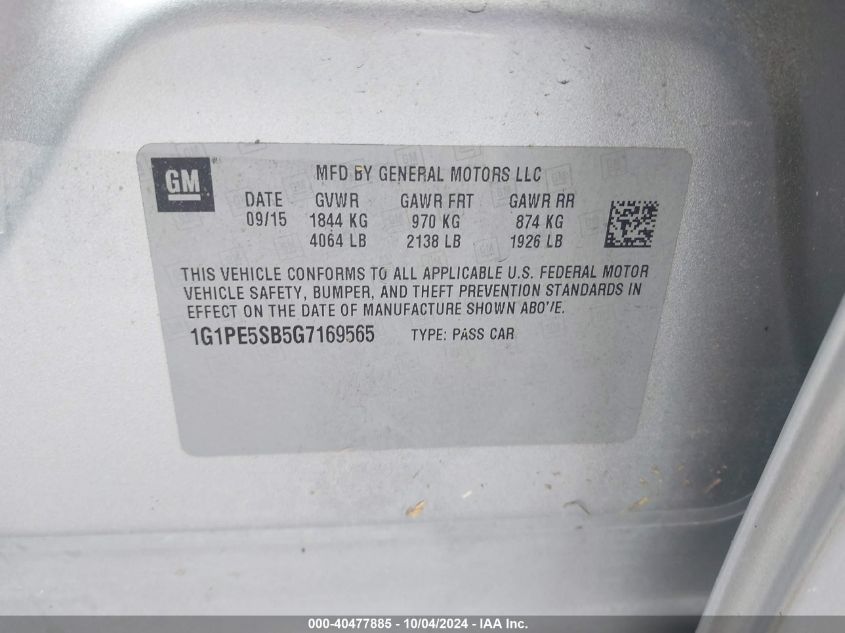 GM
MFD BY GENERAL MOTORS LLC
DATE GVWR GAWR FRT GAWR RR
09/15 1844 KG 970 KG 874 KG
4064 LB 2138 LB 1926 LB
THIS VEHICLE CONFORMS TO ALL APPLICABLE U.S. FEDERAL MOTOR
VEHICLE SAFETY, BUMPER, AND THEFT PREVENTION STANDARDS IN
EFFECT ON THE DATE OF MANUFACTURE SHOWN ABO'/E.
1G1PE5SB5G7169565 TYPE: PASS CAR
000-40477885 - 10/04/2024 - IAA Inc.